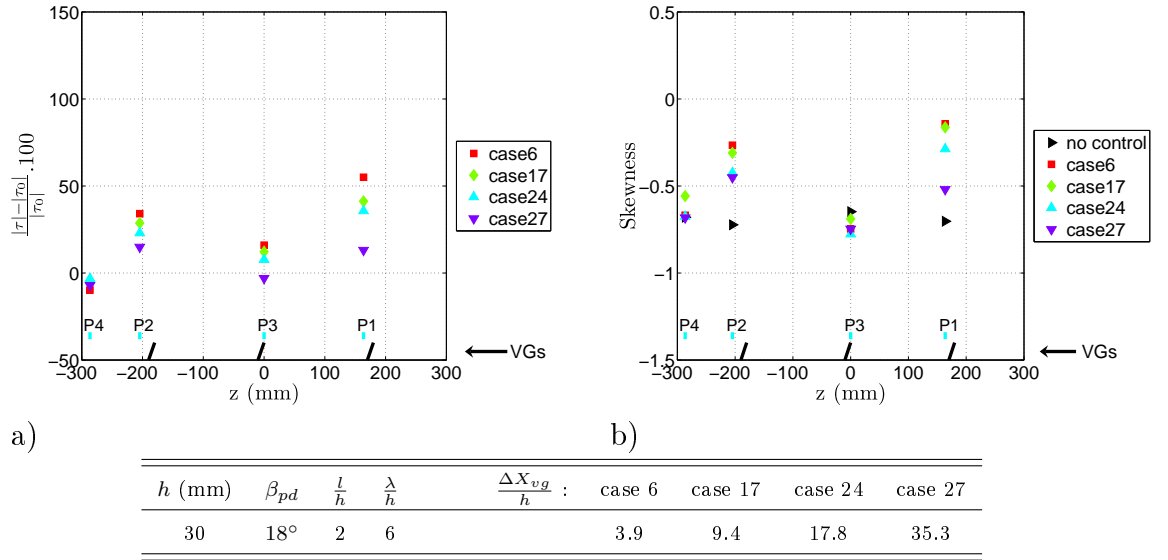 150
100
50
0
−50
|τ|−|τ₀|
|τ₀| .100
case6
case17
case24
case27
P4 P2 P3 P1
−300 −200 −100 0 100 200 300
z (mm)
VGs
a)
0.5
0
−0.5
−1
−1.5
Skewness
no control
case6
case17
case24
case27
P4 P2 P3 P1
−300 −200 −100 0 100 200 300
z (mm)
VGs
b)
h (mm) β_pd l/h λ/h ΔX_vg/h : case 6 case 17 case 24 case 27
30 18° 2 6 3.9 9.4 17.8 35.3